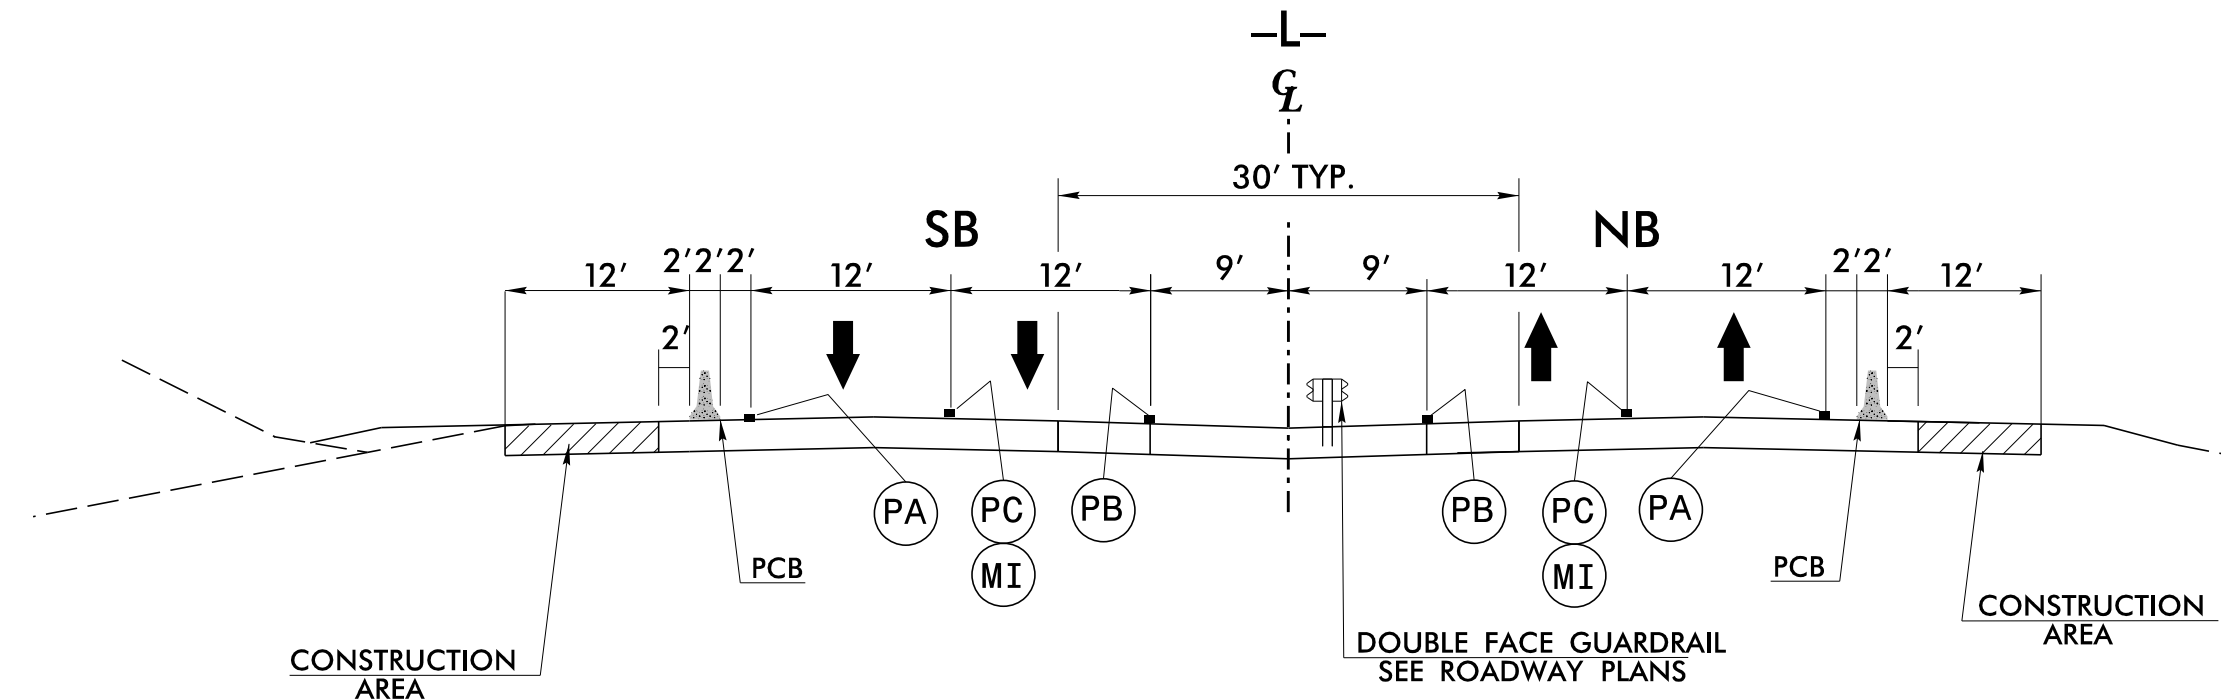 –L–
CL
30' TYP.
SB NB
12' 2' 2' 2' 12' 12' 9' 9' 12' 12' 2' 2' 12'
2' 2'
PA PC PB PB PC PA
MI MI
PCB PCB
CONSTRUCTION
AREA
DOUBLE FACE GUARDRAIL
SEE ROADWAY PLANS
CONSTRUCTION
AREA